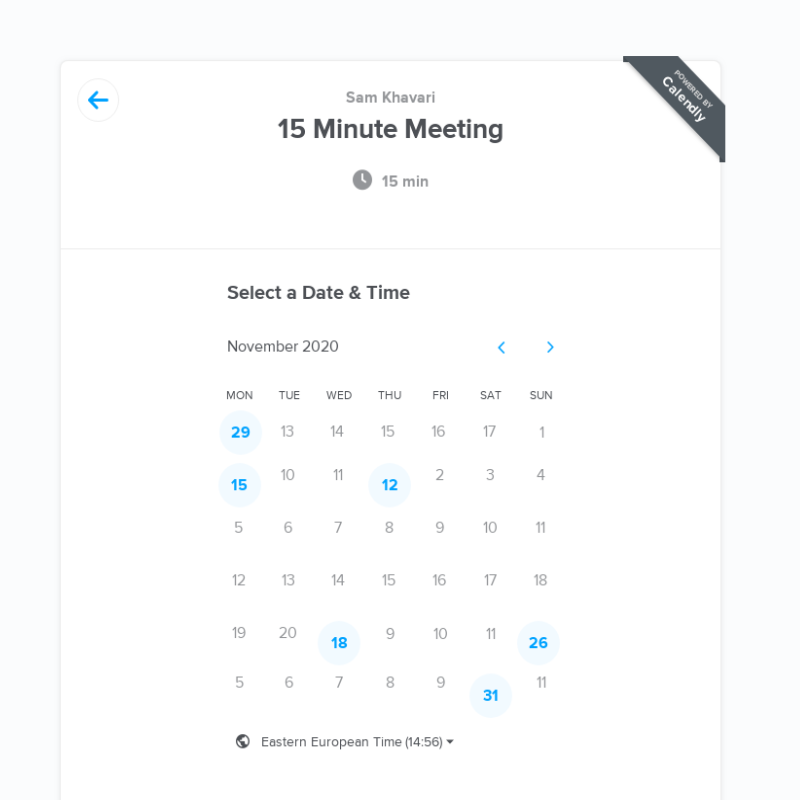 POWERED BY
Calendly
Sam Khavari
15 Minute Meeting
15 min
Select a Date & Time
November 2020
MON TUE WED THU FRI SAT SUN
29 13 14 15 16 17 1
15 10 11 12 2 3 4
5 6 7 8 9 10 11
12 13 14 15 16 17 18
19 20 18 9 10 11 26
5 6 7 8 9 31 11
Eastern European Time (14:56)